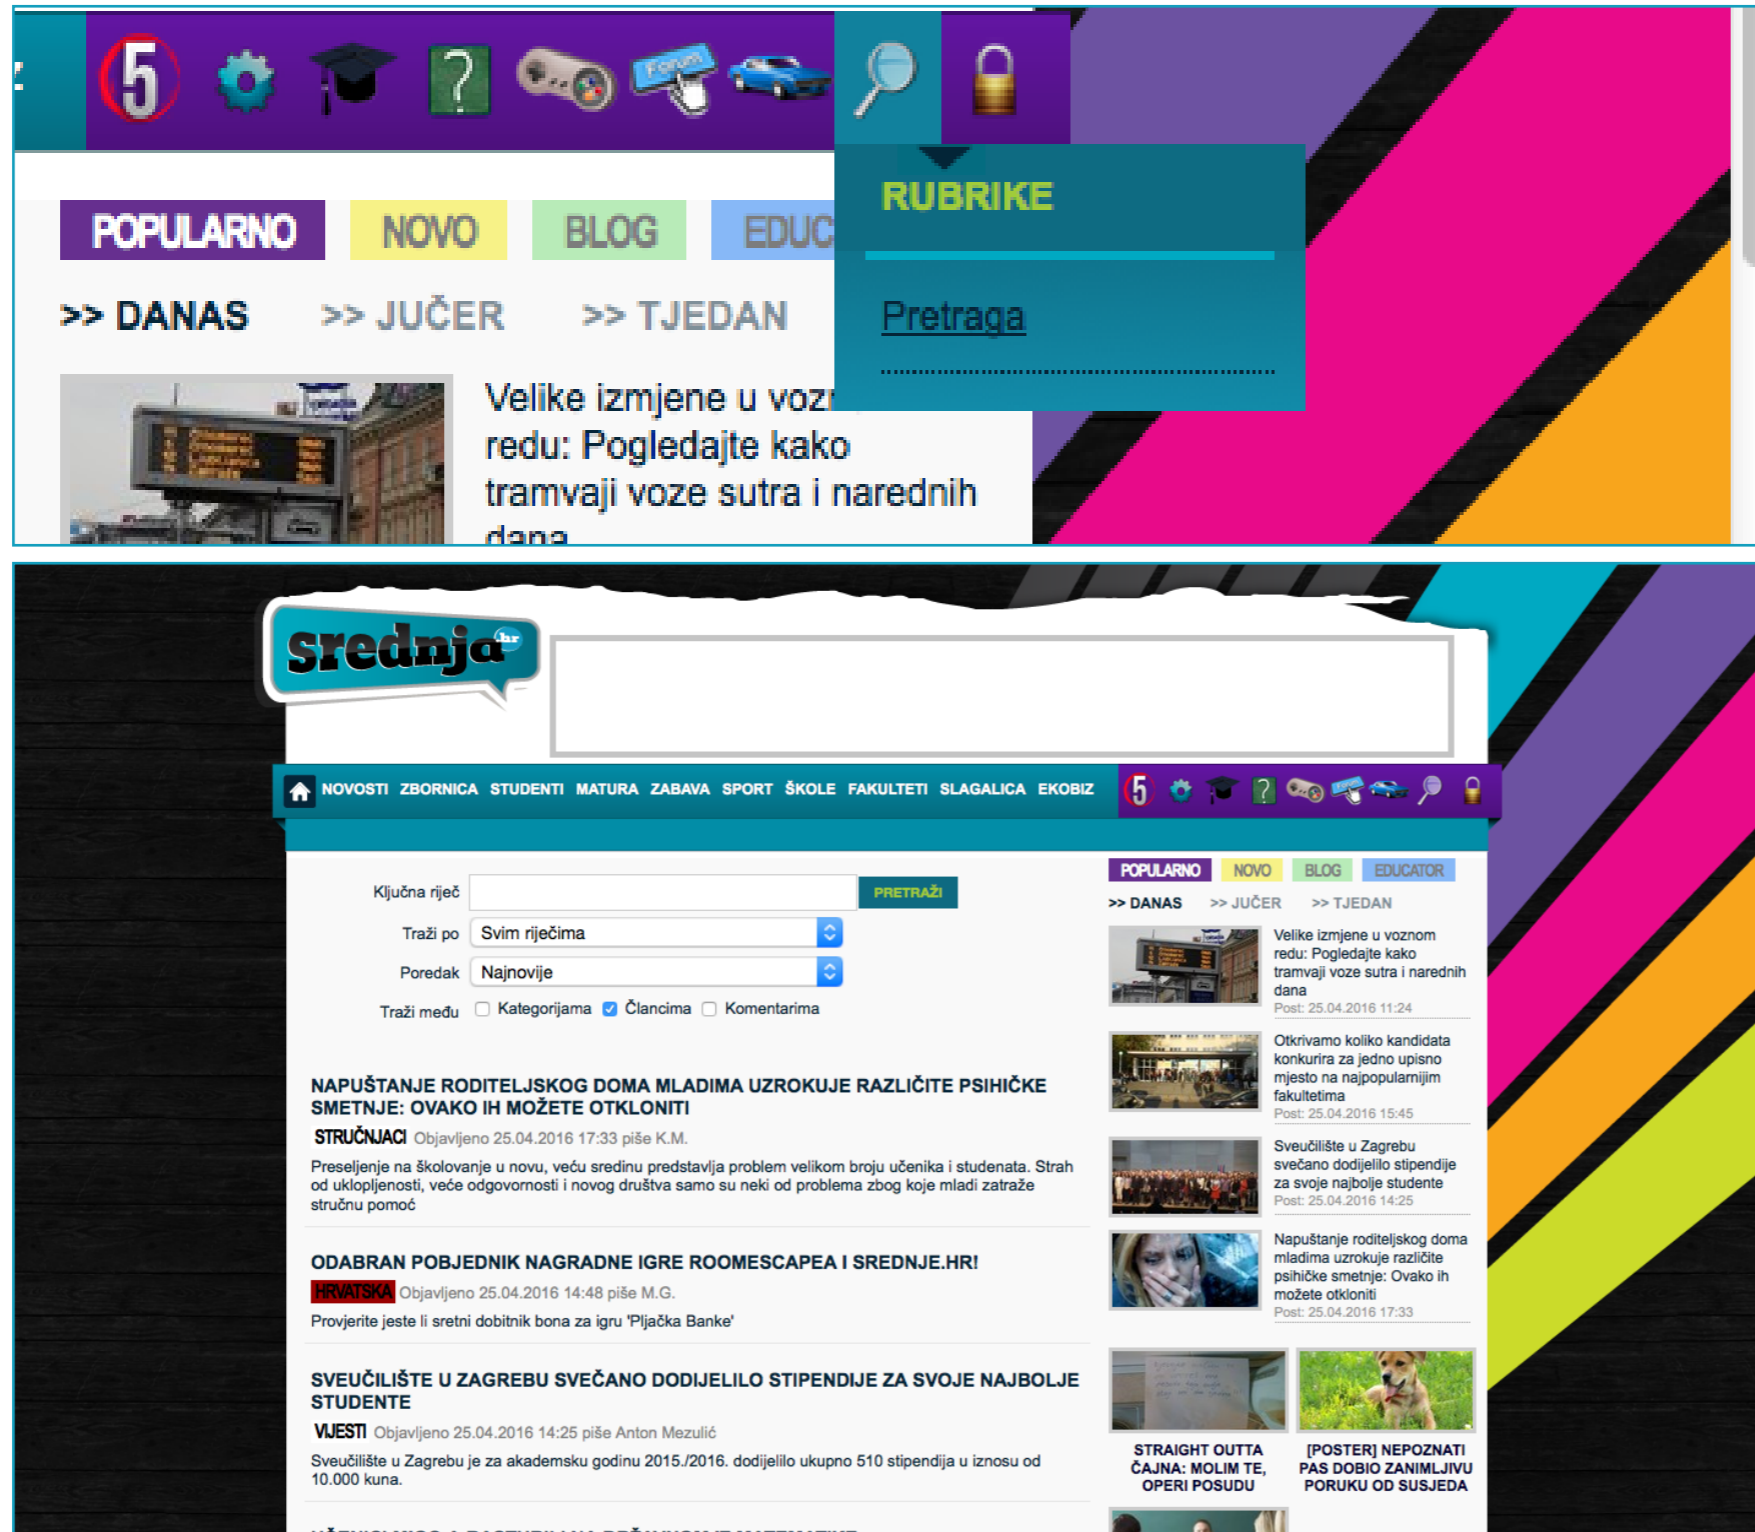 5
?
Forum
RUBRIKE
Pretraga
POPULARNO NOVO BLOG EDUC
>> DANAS >> JUČER >> TJEDAN
Velike izmjene u voz
redu: Pogledajte kako
tramvaji voze sutra i narednih
dana
srednja.hr
NOVOSTI ZBORNICA STUDENTI MATURA ZABAVA SPORT ŠKOLE FAKULTETI SLAGALICA EKOBIZ
5
?
Ključna riječ PRETRAŽI
Traži po Svim riječima
Poredak Najnovije
Traži među Kategorijama Člancima Komentarima
NAPUŠTANJE RODITELJSKOG DOMA MLADIMA UZROKUJE RAZLIČITE PSIHIČKE
SMETNJE: OVAKO IH MOŽETE OTKLONITI
STRUČNJACI Objavljeno 25.04.2016 17:33 piše K.M.
Preseljenje na školovanje u novu, veću sredinu predstavlja problem velikom broju učenika i studenata. Strah
od uklopljenosti, veće odgovornosti i novog društva samo su neki od problema zbog koje mladi zatraže
stručnu pomoć
ODABRAN POBJEDNIK NAGRADNE IGRE ROOMESCAPEA I SREDNJE.HR!
HRVATSKA Objavljeno 25.04.2016 14:48 piše M.G.
Provjerite jeste li sretni dobitnik bona za igru 'Pljačka Banke'
SVEUČILIŠTE U ZAGREBU SVEČANO DODIJELILO STIPENDIJE ZA SVOJE NAJBOLJE
STUDENTE
VIJESTI Objavljeno 25.04.2016 14:25 piše Anton Mezulić
Sveučilište u Zagrebu je za akademsku godinu 2015./2016. dodijelilo ukupno 510 stipendija u iznosu od
10.000 kuna.
POPULARNO NOVO BLOG EDUCATOR
>> DANAS >> JUČER >> TJEDAN
Velike izmjene u voznom
redu: Pogledajte kako
tramvaji voze sutra i narednih
dana
Post: 25.04.2016 11:24
Otkrivamo koliko kandidata
konkurira za jedno upisno
mjesto na najpopularnijim
fakultetima
Post: 25.04.2016 15:45
Sveučilište u Zagrebu
svečano dodijelilo stipendije
za svoje najbolje studente
Post: 25.04.2016 14:25
Napuštanje roditeljskog doma
mladima uzrokuje različite
psihičke smetnje: Ovako ih
možete otkloniti
Post: 25.04.2016 17:33
STRAIGHT OUTTA
ČAJNA: MOLIM TE,
OPERI POSUDU
[POSTER] NEPOZNATI
PAS DOBIO ZANIMLJIVU
PORUKU OD SUSJEDA